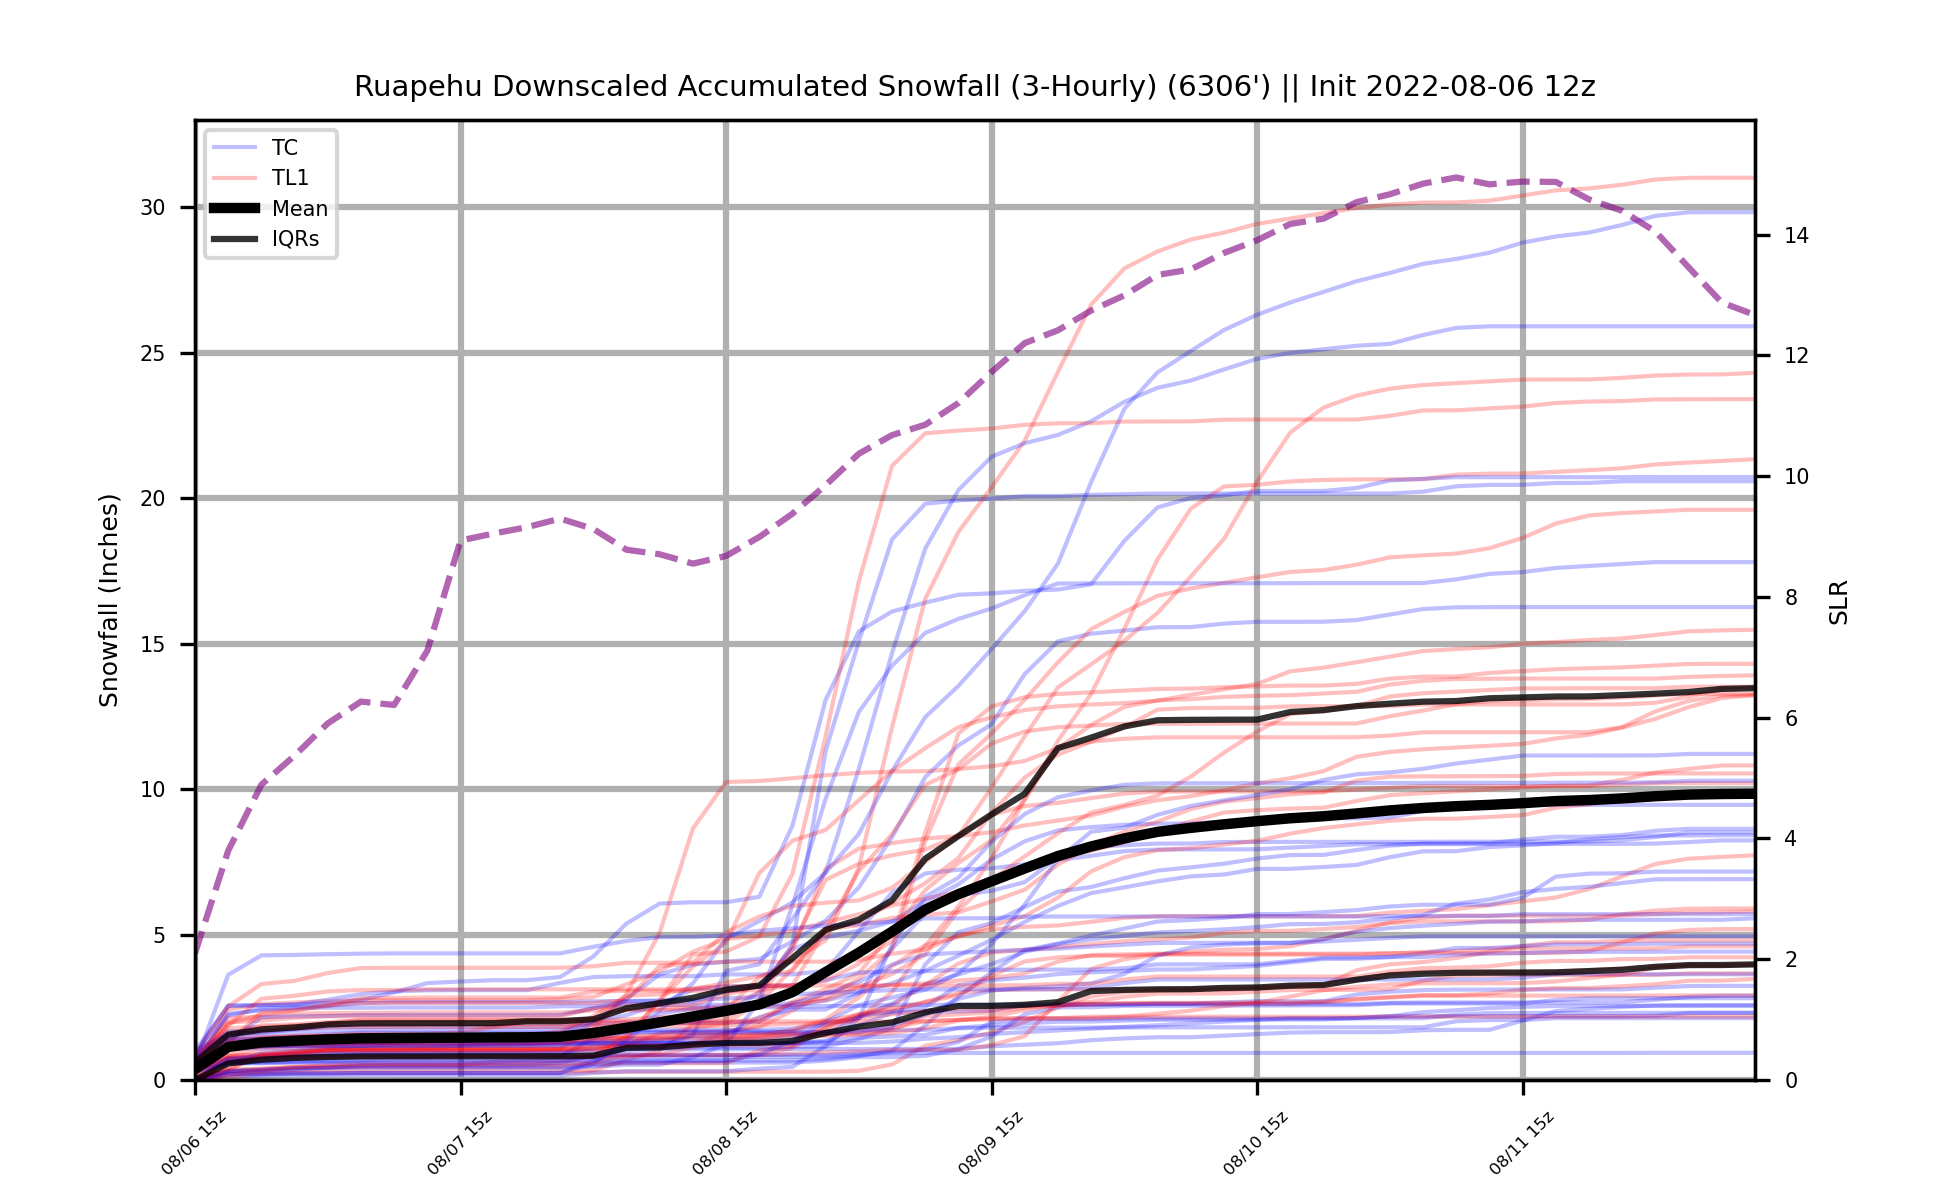 Ruapehu Downscaled Accumulated Snowfall (3-Hourly) (6306') || Init 2022-08-06 12z
TC
TL1
Mean
IQRs
Snowfall (Inches)
30
25
20
15
10
5
0
14
12
10
8
6
4
2
0
SLR
08/06 15z
08/07 15z
08/08 15z
08/09 15z
08/10 15z
08/11 15z